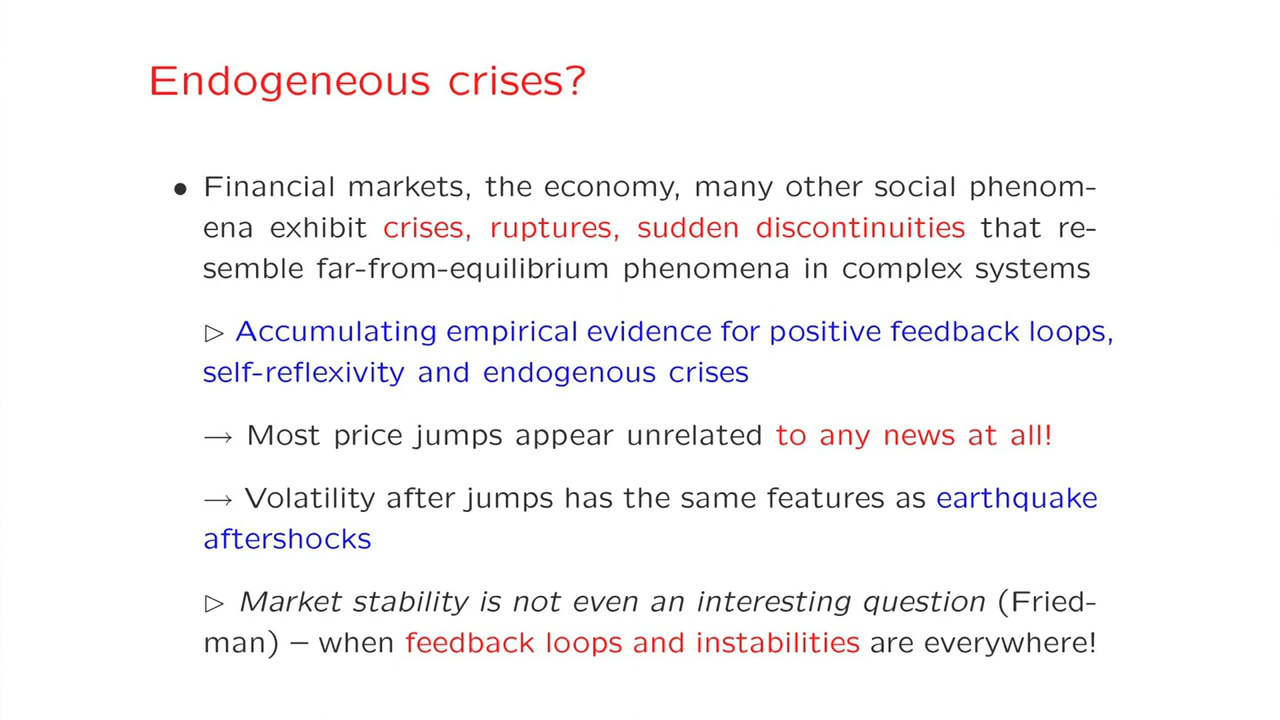 Endogeneous crises?
• Financial markets, the economy, many other social phenom-
ena exhibit crises, ruptures, sudden discontinuities that re-
semble far-from-equilibrium phenomena in complex systems
▷ Accumulating empirical evidence for positive feedback loops,
self-reflexivity and endogenous crises
→ Most price jumps appear unrelated to any news at all!
→ Volatility after jumps has the same features as earthquake
aftershocks
▷ Market stability is not even an interesting question (Fried-
man) – when feedback loops and instabilities are everywhere!